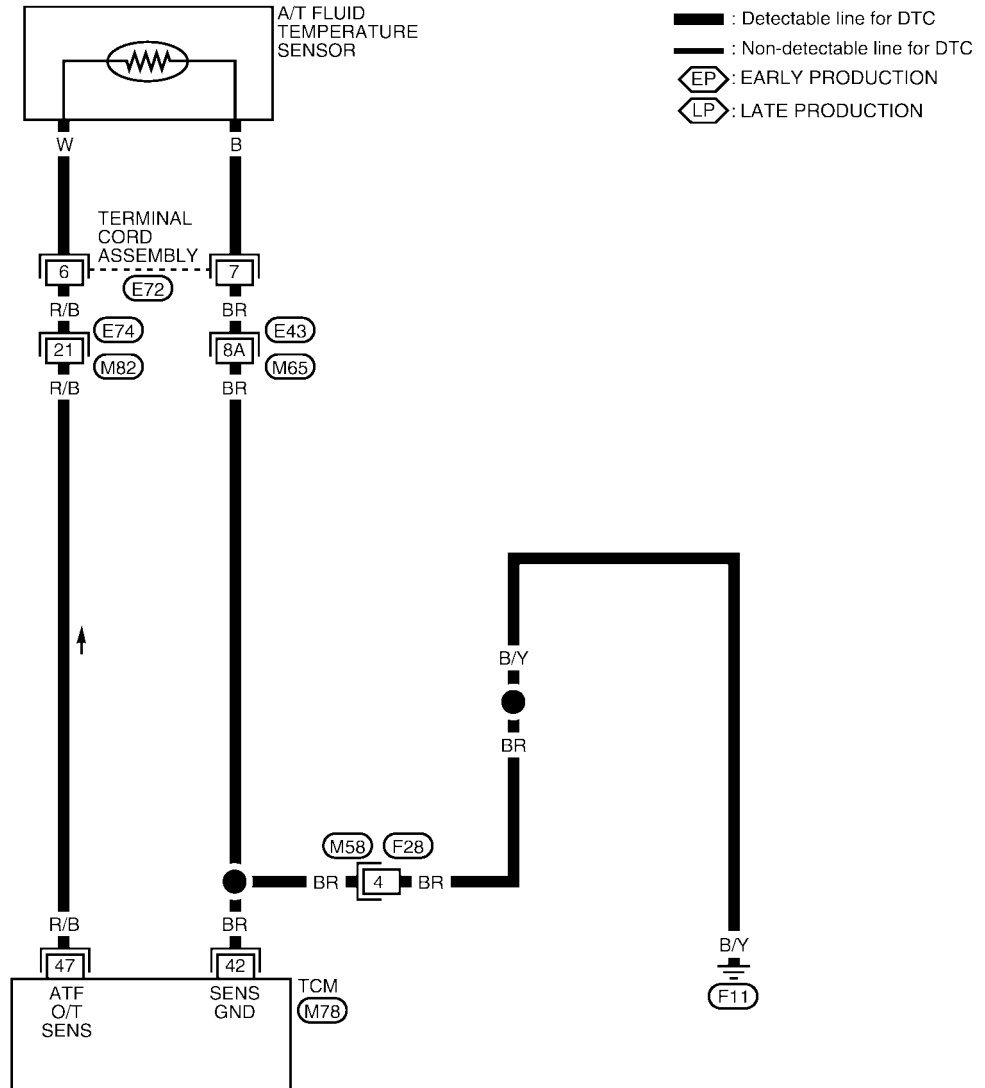 A/T FLUID
TEMPERATURE
SENSOR
: Detectable line for DTC
: Non-detectable line for DTC
EP : EARLY PRODUCTION
LP : LATE PRODUCTION
W
B
TERMINAL
CORD
ASSEMBLY
6
7
E72
R/B
BR
E74
E43
21
8A
M82
M65
R/B
BR
B/Y
BR
M58
F28
BR
4
BR
R/B
BR
B/Y
47
42
ATF
O/T
SENS
SENS
GND
TCM
M78
F11